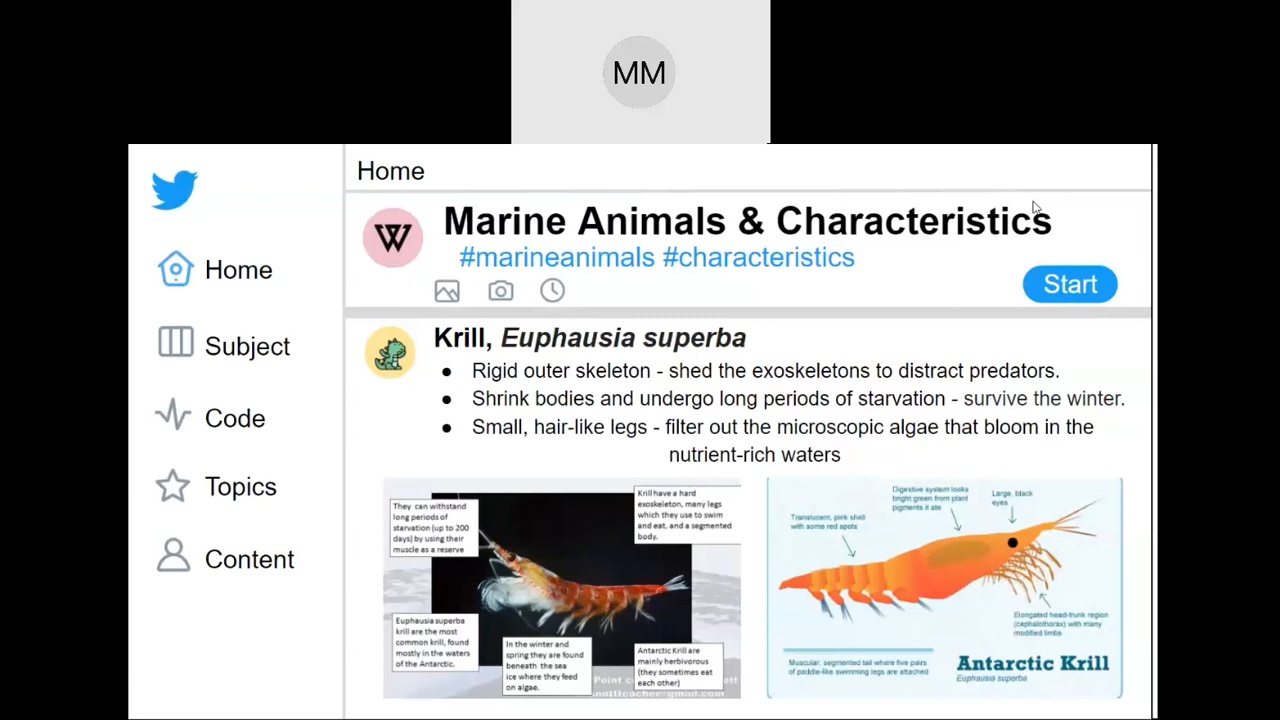 MM
Home
Marine Animals & Characteristics
#marineanimals #characteristics
Start
Home
Subject
Code
Topics
Content
Krill, Euphausia superba
● Rigid outer skeleton - shed the exoskeletons to distract predators.
● Shrink bodies and undergo long periods of starvation - survive the winter.
● Small, hair-like legs - filter out the microscopic algae that bloom in the
nutrient-rich waters
They can withstand
long periods of
starvation (up to 200
days) by using their
muscle as a reserve
Krill have a hard
exoskeleton, many legs
which they use to swim
and eat, and a segmented
body.
Euphausia superba
krill are the most
common krill, found
mostly in the waters
of the Antarctic.
In the winter and
spring they are found
beneath the sea
ice where they feed
on algae.
Antarctic Krill are
mainly herbivorous
(they sometimes eat
each other)
Point
Digestive system looks
bright green from plant
pigments it ate
Large, black
eyes
Translucent, pink shell
with some red spots
Elongated head-trunk region
(cephalothorax) with many
modified limbs
Muscular, segmented tail where five pairs
of paddle-like swimming legs are attached
Antarctic Krill
Euphausia superba